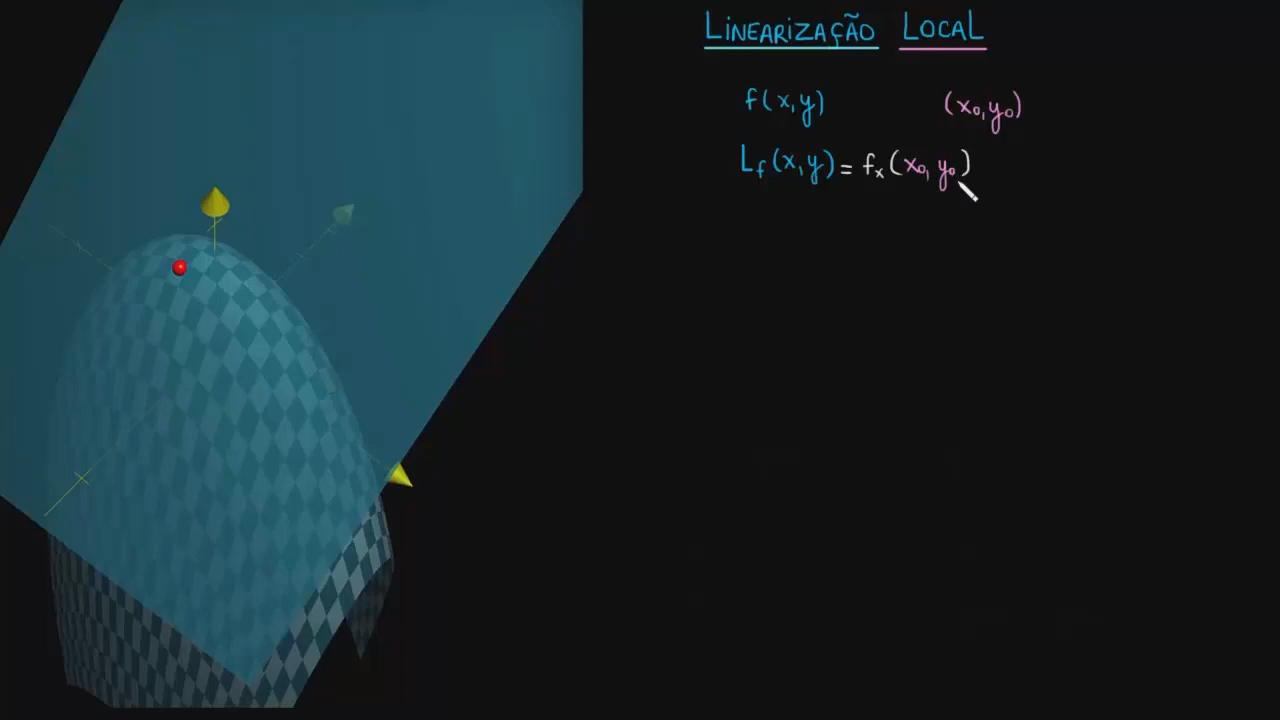 LINEARIZAÇÃO LOCAL
f(x,y) (x₀,y₀)
L_f(x,y) = f_x(x₀,y₀)